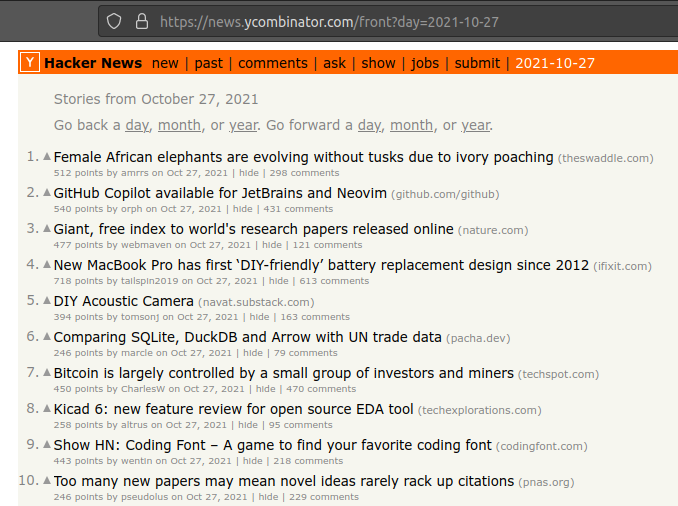 https://news.ycombinator.com/front?day=2021-10-27
Y Hacker News new | past | comments | ask | show | jobs | submit | 2021-10-27
Stories from October 27, 2021
Go back a day, month, or year. Go forward a day, month, or year.
1. Female African elephants are evolving without tusks due to ivory poaching (theswaddle.com)
512 points by amrrs on Oct 27, 2021 | hide | 298 comments
2. GitHub Copilot available for JetBrains and Neovim (github.com/github)
540 points by orph on Oct 27, 2021 | hide | 431 comments
3. Giant, free index to world's research papers released online (nature.com)
477 points by webmaven on Oct 27, 2021 | hide | 121 comments
4. New MacBook Pro has first ‘DIY-friendly’ battery replacement design since 2012 (ifixit.com)
718 points by tailspin2019 on Oct 27, 2021 | hide | 613 comments
5. DIY Acoustic Camera (navat.substack.com)
394 points by tomsonj on Oct 27, 2021 | hide | 163 comments
6. Comparing SQLite, DuckDB and Arrow with UN trade data (pacha.dev)
246 points by marcle on Oct 27, 2021 | hide | 79 comments
7. Bitcoin is largely controlled by a small group of investors and miners (techspot.com)
450 points by CharlesW on Oct 27, 2021 | hide | 470 comments
8. Kicad 6: new feature review for open source EDA tool (techexplorations.com)
258 points by altrus on Oct 27, 2021 | hide | 95 comments
9. Show HN: Coding Font – A game to find your favorite coding font (codingfont.com)
443 points by wentin on Oct 27, 2021 | hide | 218 comments
10. Too many new papers may mean novel ideas rarely rack up citations (pnas.org)
246 points by pseudolus on Oct 27, 2021 | hide | 229 comments